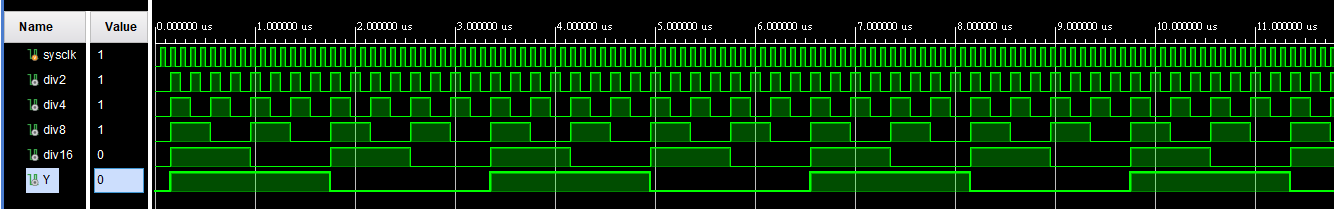 Name Value 0.000000 us 1.000000 us 2.000000 us 3.000000 us 4.000000 us 5.000000 us 6.000000 us 7.000000 us 8.000000 us 9.000000 us 10.000000 us 11.000000 us
sysclk 1
div2 1
div4 1
div8 1
div16 0
Y 0